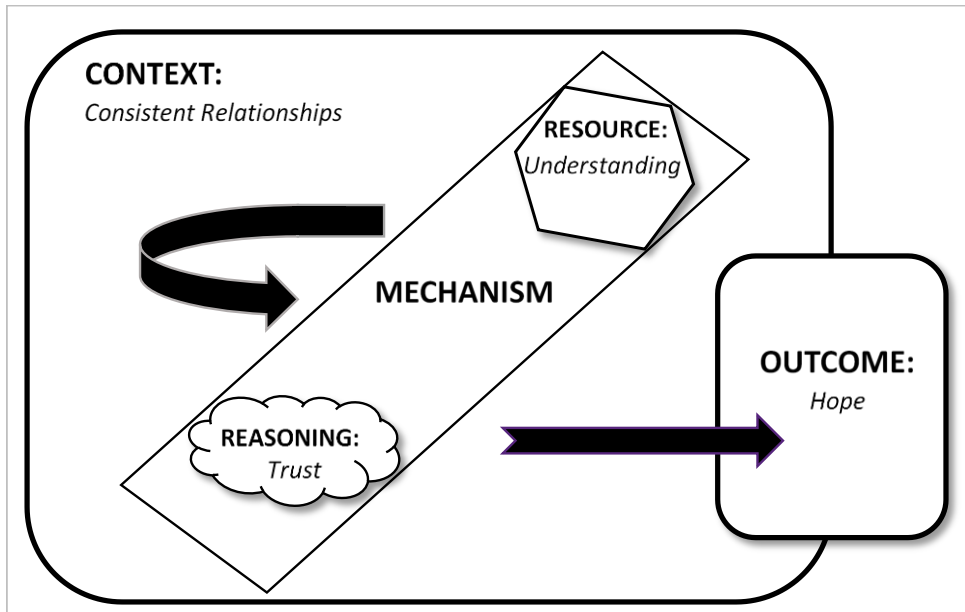 CONTEXT:
Consistent Relationships
RESOURCE:
Understanding
MECHANISM
OUTCOME:
Hope
REASONING:
Trust